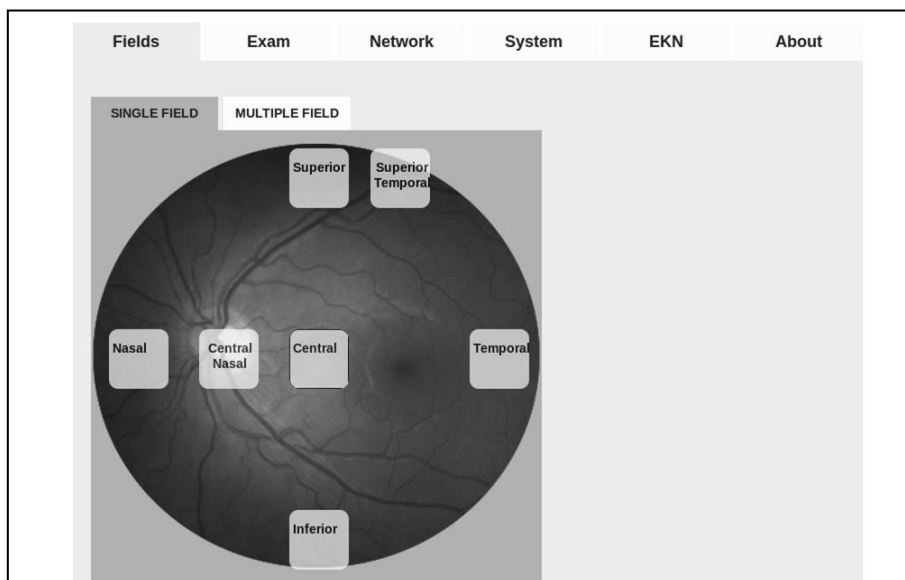 Fields Exam Network System EKN About
SINGLE FIELD MULTIPLE FIELD
Superior
Superior
Temporal
Nasal
Central
Nasal
Central
Temporal
Inferior